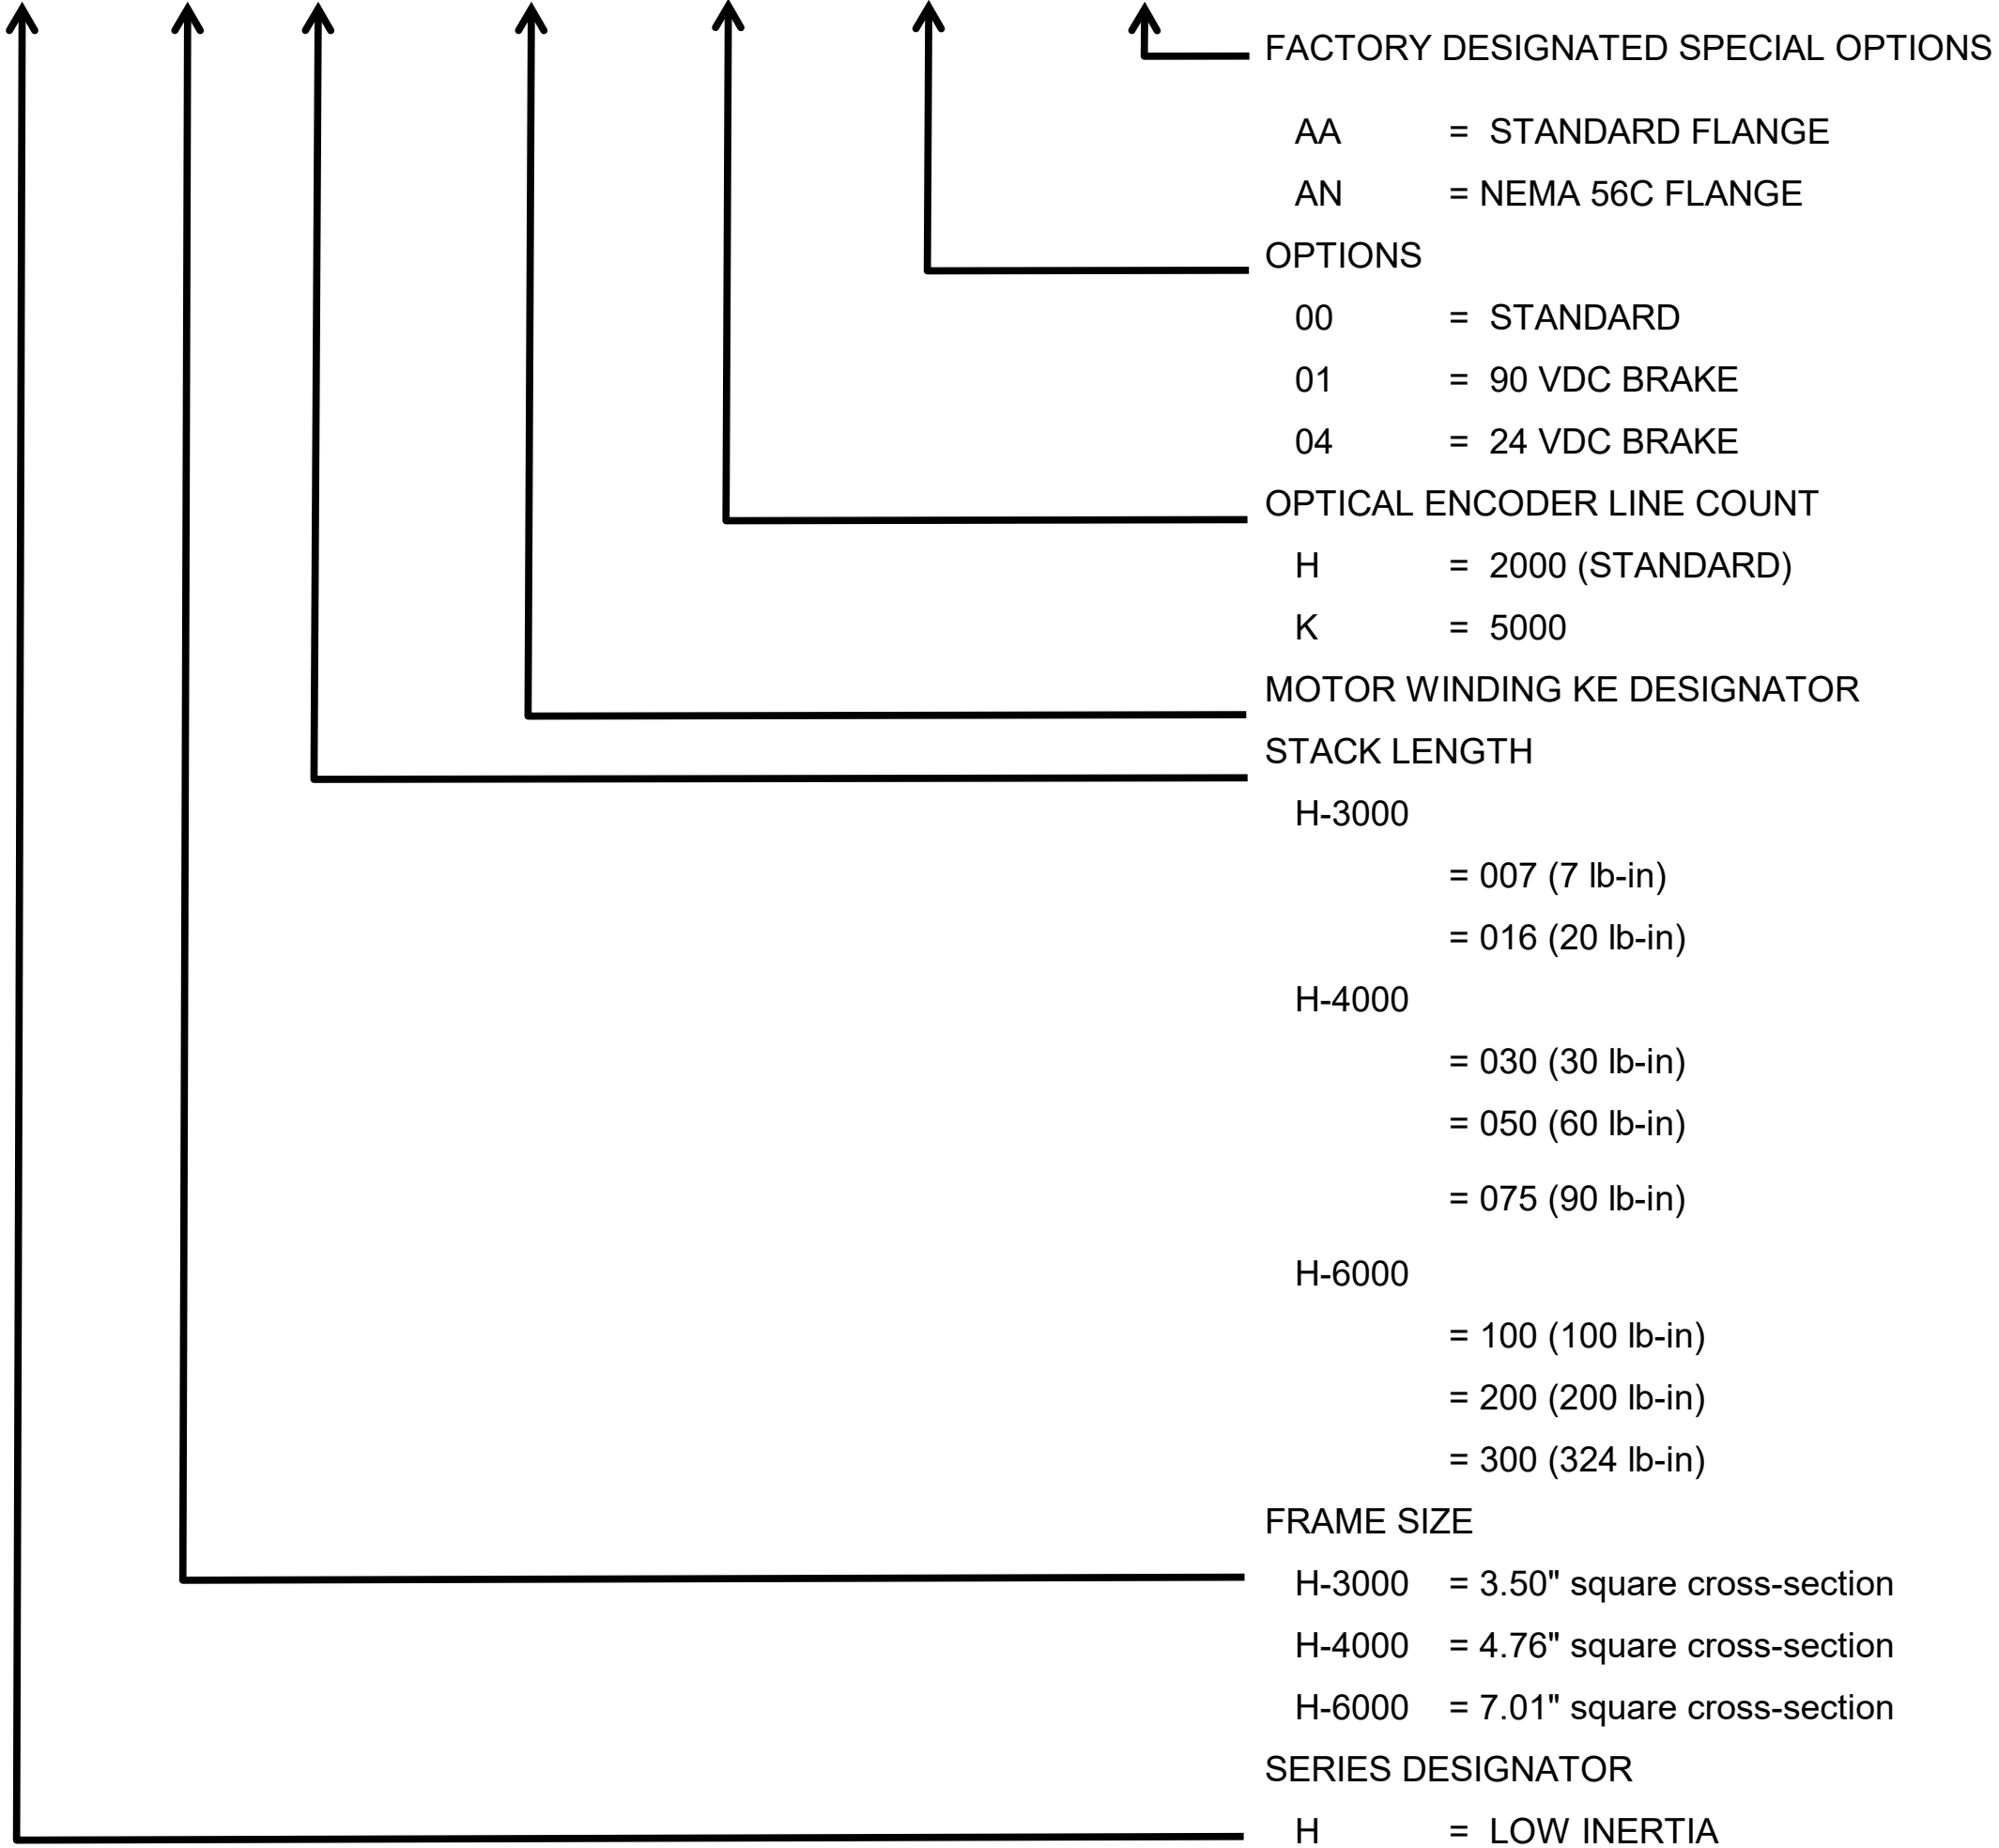 FACTORY DESIGNATED SPECIAL OPTIONS
AA = STANDARD FLANGE
AN = NEMA 56C FLANGE
OPTIONS
00 = STANDARD
01 = 90 VDC BRAKE
04 = 24 VDC BRAKE
OPTICAL ENCODER LINE COUNT
H = 2000 (STANDARD)
K = 5000
MOTOR WINDING KE DESIGNATOR
STACK LENGTH
H-3000
= 007 (7 lb-in)
= 016 (20 lb-in)
H-4000
= 030 (30 lb-in)
= 050 (60 lb-in)
= 075 (90 lb-in)
H-6000
= 100 (100 lb-in)
= 200 (200 lb-in)
= 300 (324 lb-in)
FRAME SIZE
H-3000 = 3.50" square cross-section
H-4000 = 4.76" square cross-section
H-6000 = 7.01" square cross-section
SERIES DESIGNATOR
H = LOW INERTIA